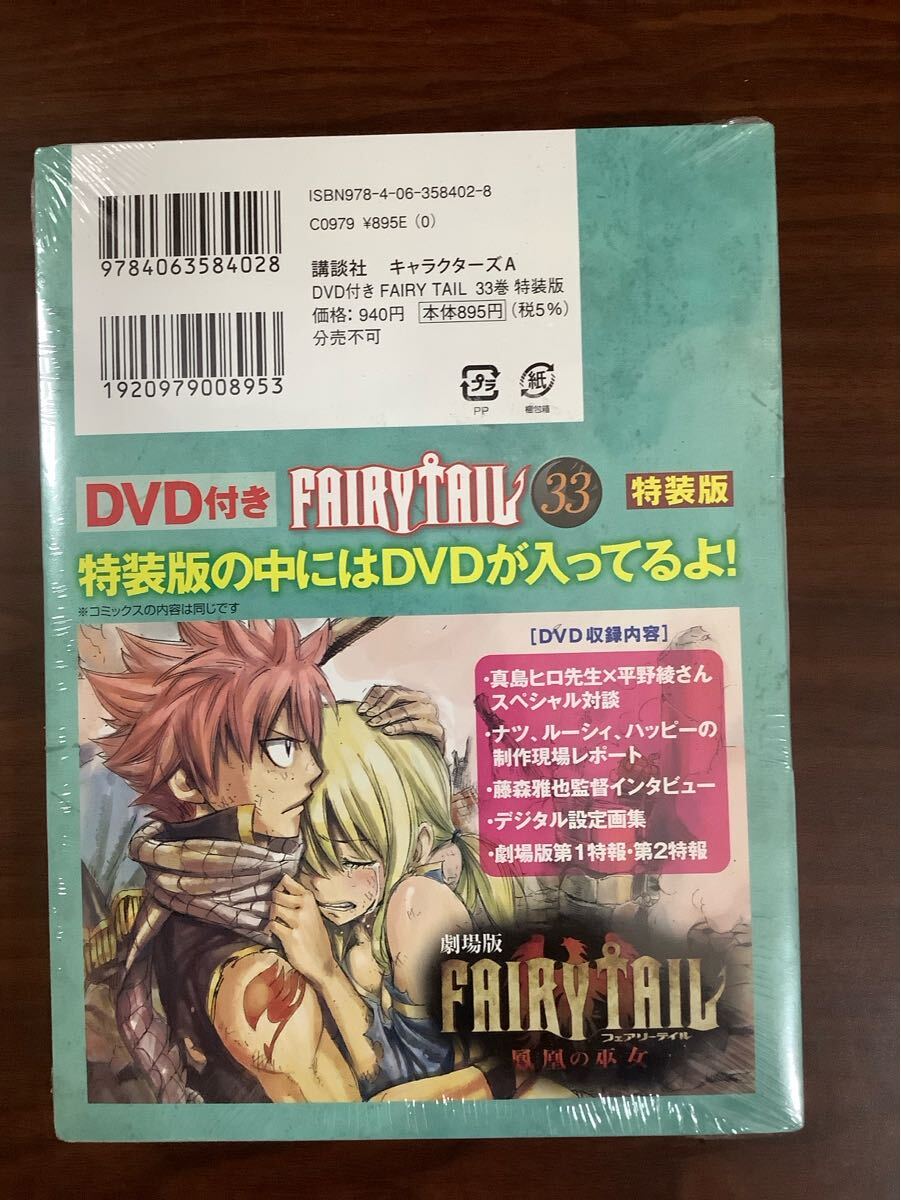 ISBN978-4-06-358402-8
C0979 ¥895E (0)
9784063584028
講談社 キャラクターズA
DVD付き FAIRY TAIL 33巻 特装版
価格：940円 本体895円 (税5%)
分売不可
1920979008953
プラ
PP
紙
梱包箱
DVD付き FAIRY TAIL 33 特装版
特装版の中にはDVDが入ってるよ!
※コミックスの内容は同じです
[DVD収録内容]
・真島ヒロ先生×平野綾さん
スペシャル対談
・ナツ、ルーシィ、ハッピーの
制作現場レポート
・藤森雅也監督インタビュー
・デジタル設定画集
・劇場版第1特報・第2特報
劇場版
FAIRY TAIL
フェアリーテイル
鳳凰の巫女